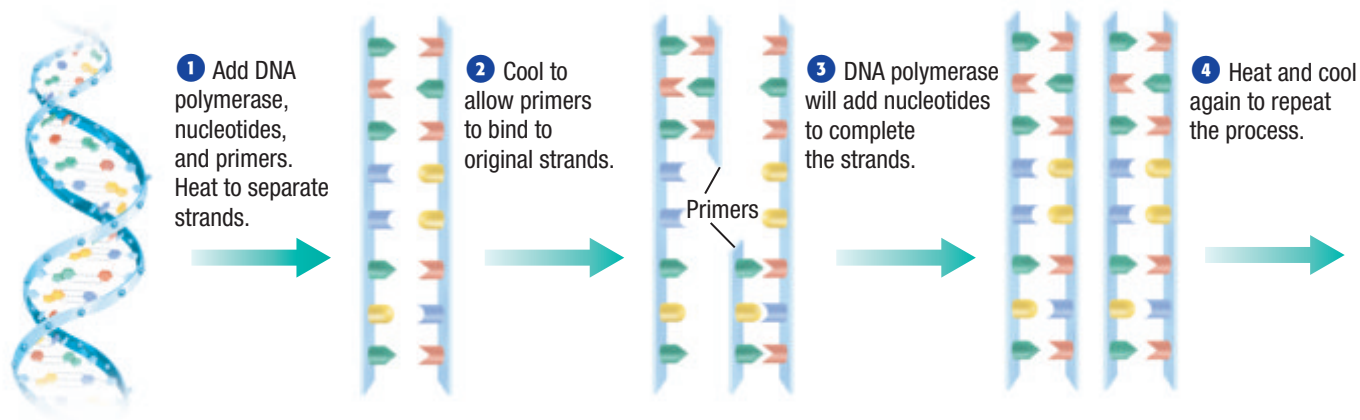 1 Add DNA
polymerase,
nucleotides,
and primers.
Heat to separate
strands.
2 Cool to
allow primers
to bind to
original strands.
Primers
3 DNA polymerase
will add nucleotides
to complete
the strands.
4 Heat and cool
again to repeat
the process.